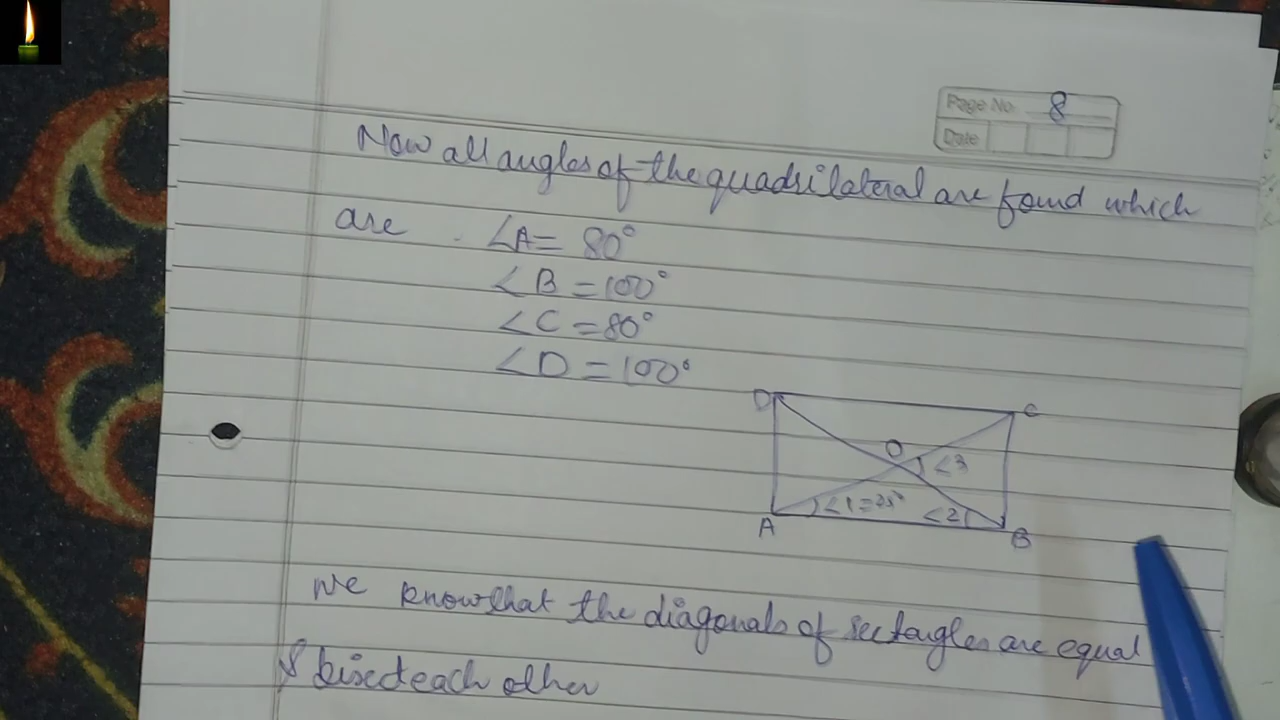 Page No. 8
Date
Now all angles of the quadrilateral are found which
are ∠A = 80°
∠B = 100°
∠C = 80°
∠D = 100°
D C
O ∠3
∠1 = 25° ∠2
A B
We know that the diagonals of rectangles are equal
& bisect each other